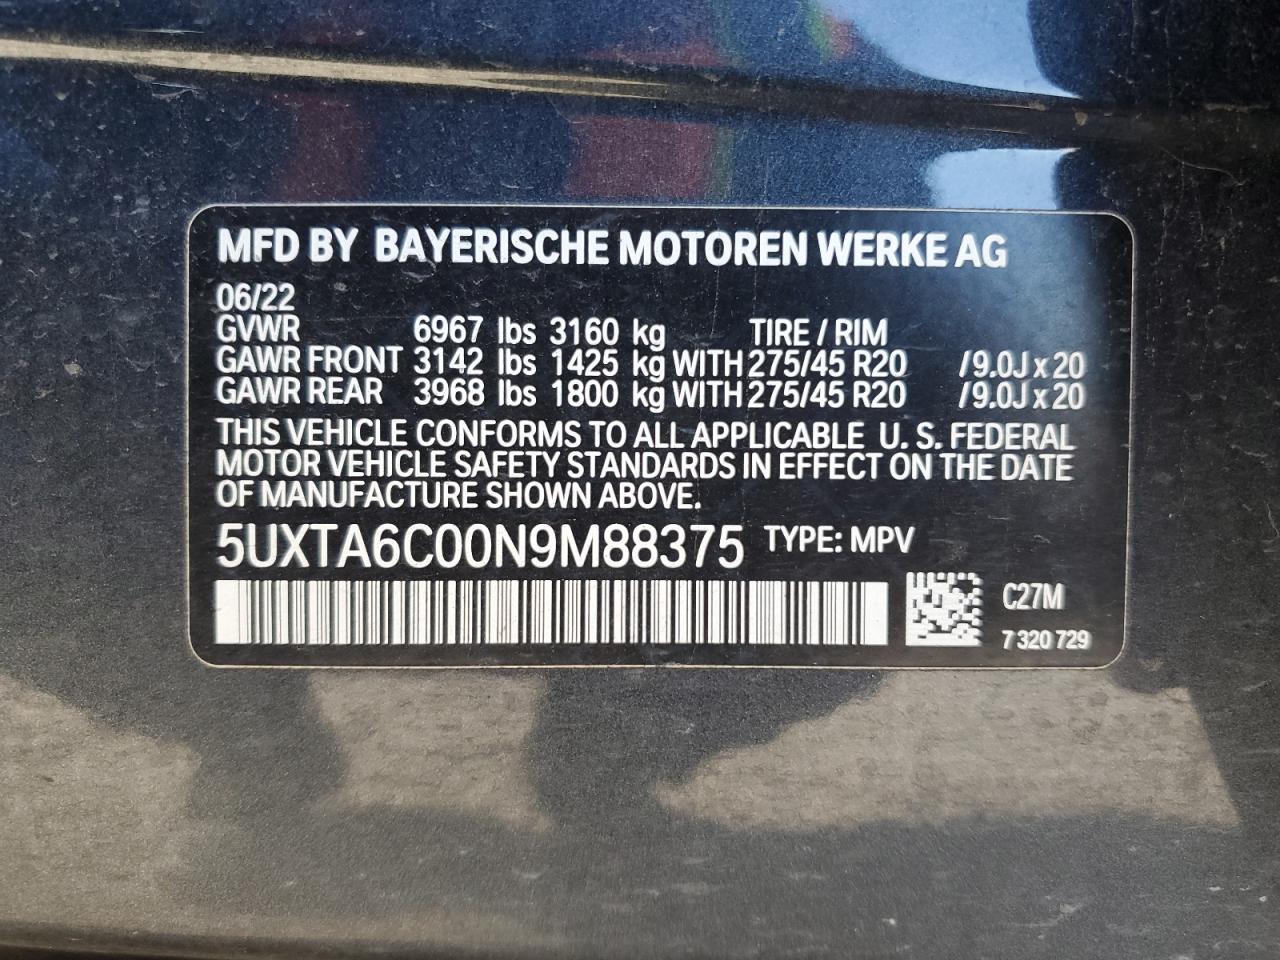 MFD BY BAYERISCHE MOTOREN WERKE AG
06/22
GVWR 6967 lbs 3160 kg TIRE / RIM
GAWR FRONT 3142 lbs 1425 kg WITH 275/45 R20 /9.0J x 20
GAWR REAR 3968 lbs 1800 kg WITH 275/45 R20 /9.0J x 20
THIS VEHICLE CONFORMS TO ALL APPLICABLE U. S. FEDERAL
MOTOR VEHICLE SAFETY STANDARDS IN EFFECT ON THE DATE
OF MANUFACTURE SHOWN ABOVE.
5UXTA6C00N9M88375 TYPE: MPV
C27M
7 320 729